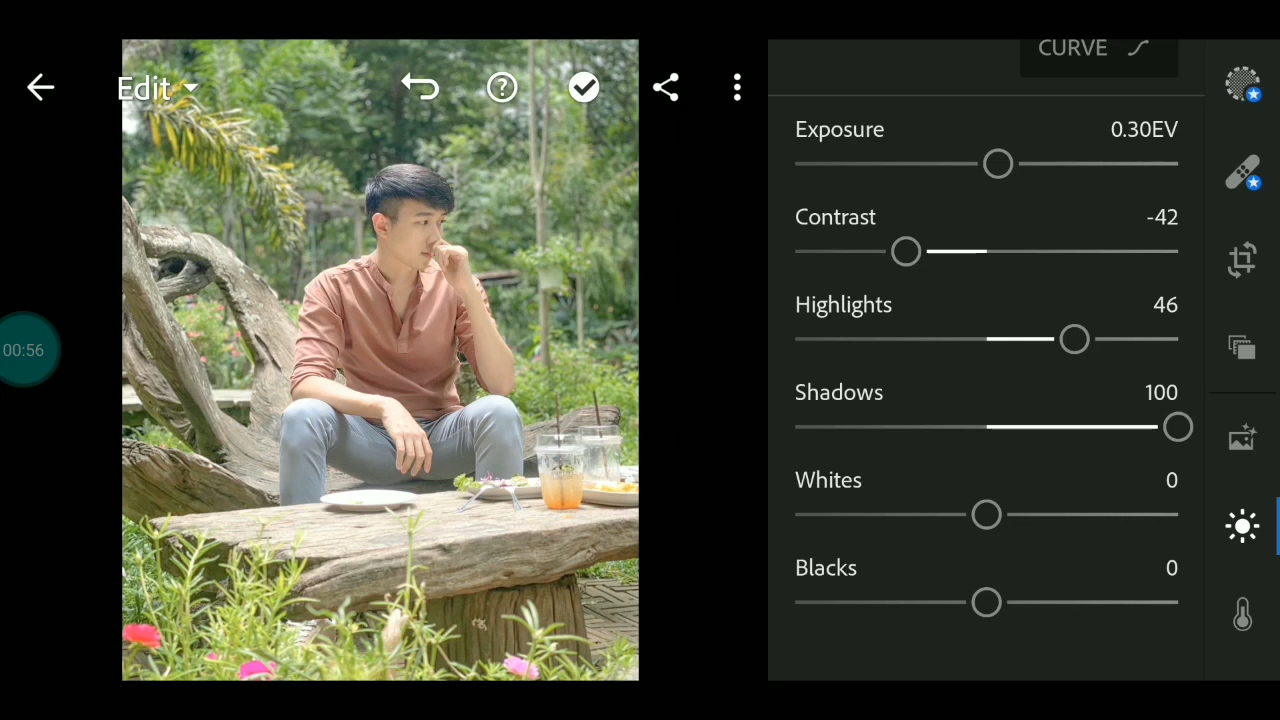 CURVE
Edit
Exposure 0.30EV
Contrast -42
Highlights 46
00:56
Shadows 100
Whites 0
Blacks 0